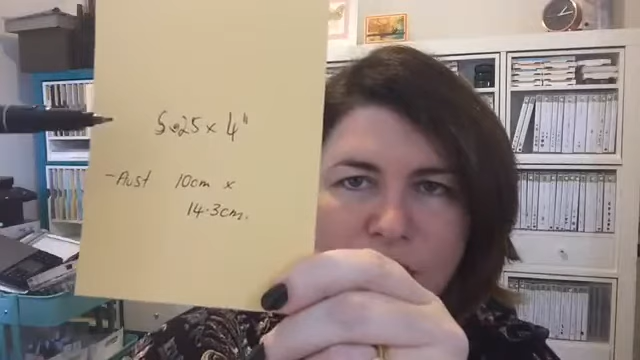 5.25 x 4"
- Aust 10cm x
14.3cm.